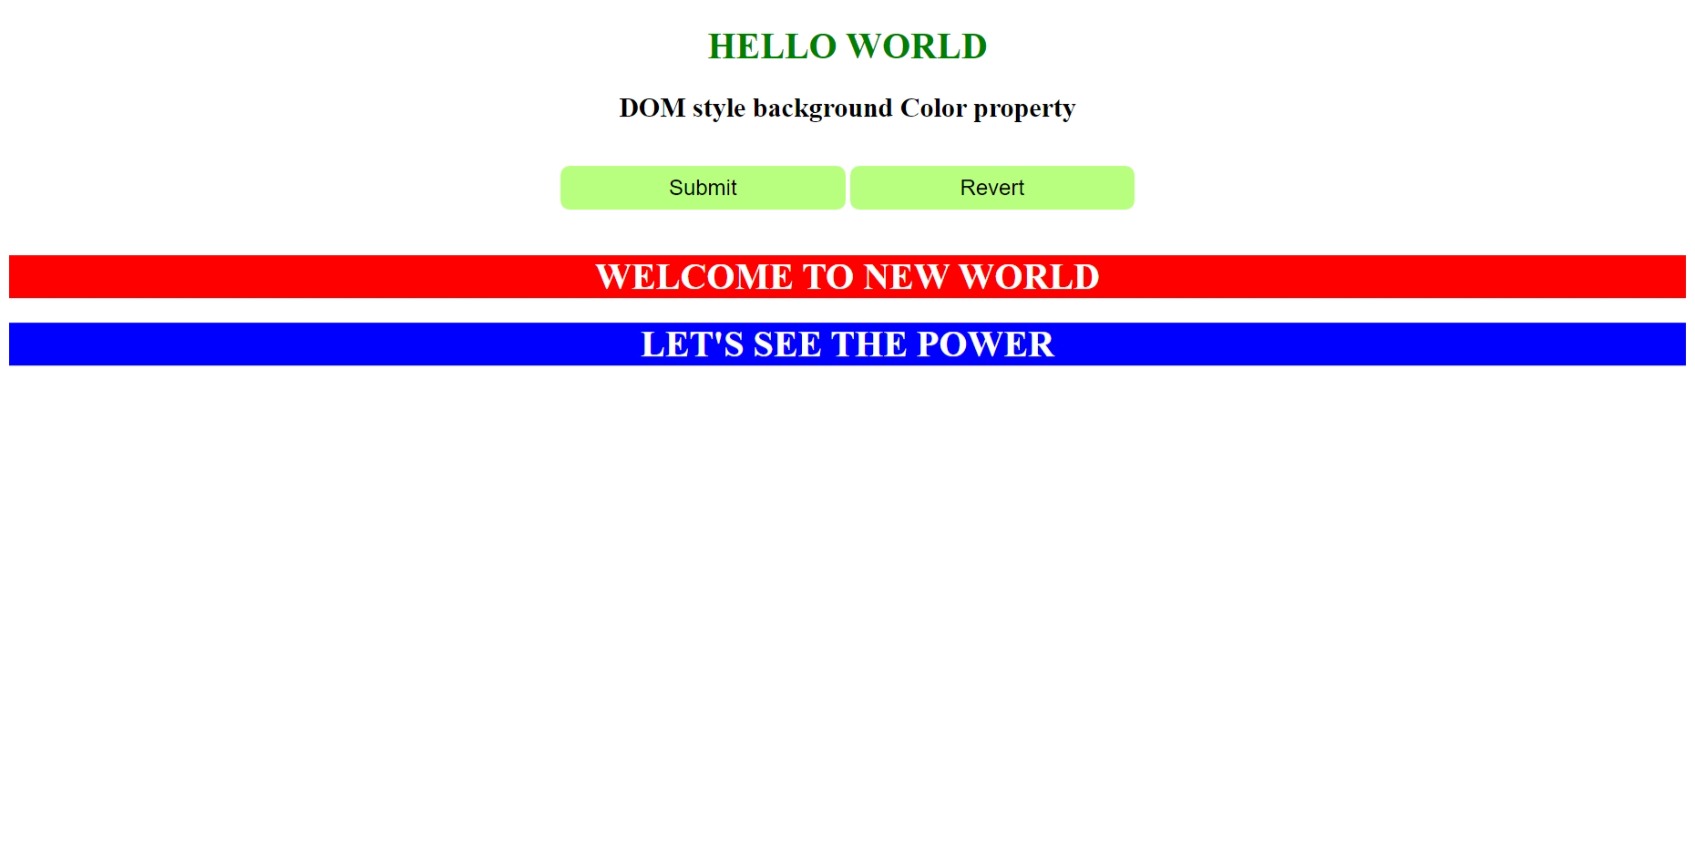 HELLO WORLD
DOM style background Color property
Submit Revert
WELCOME TO NEW WORLD
LET'S SEE THE POWER